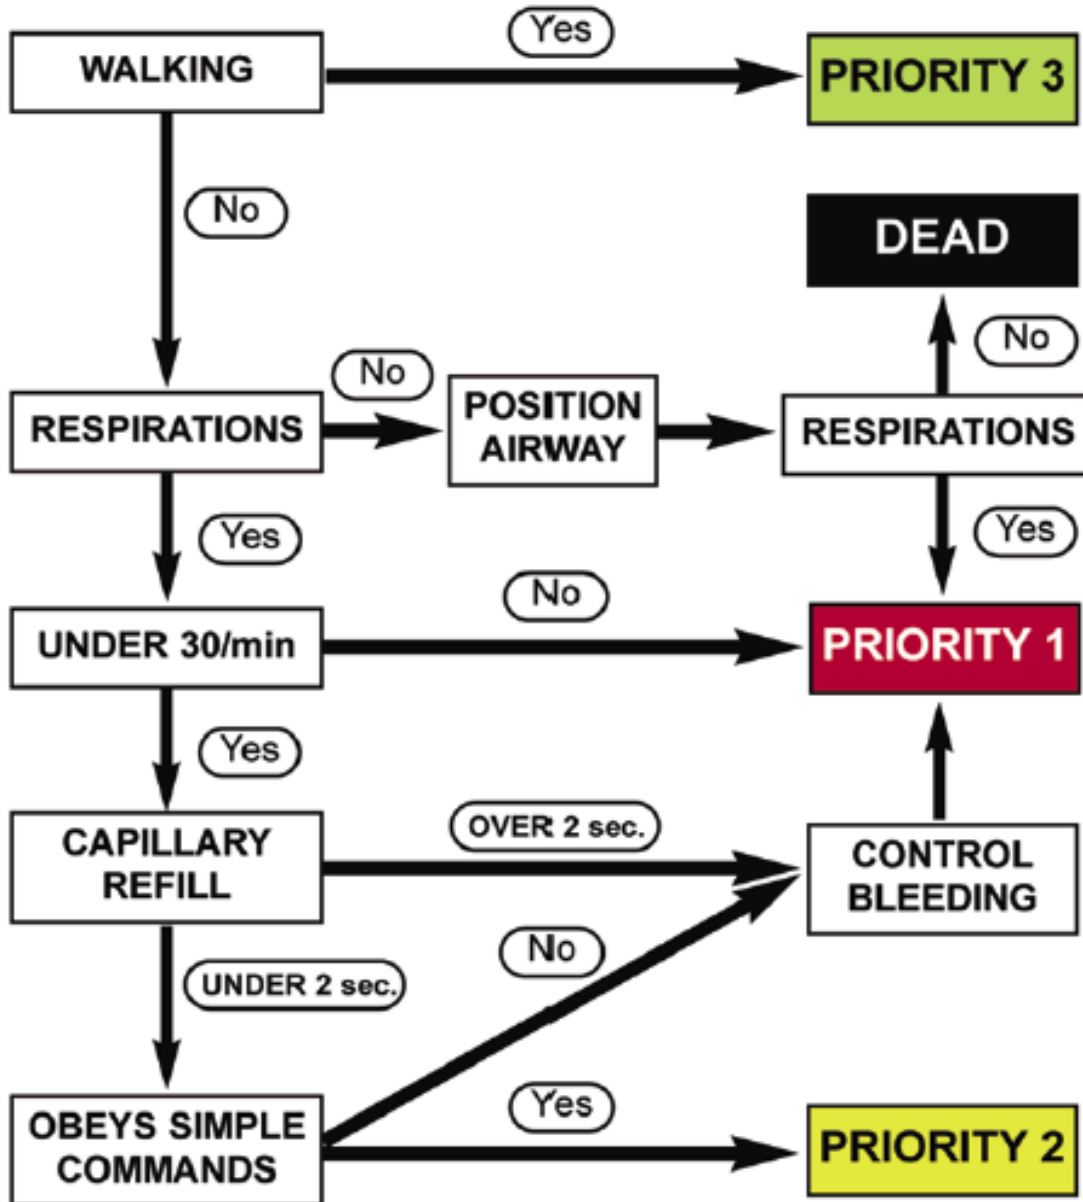 Yes
WALKING
PRIORITY 3
No
DEAD
No
No
RESPIRATIONS
POSITION
AIRWAY
RESPIRATIONS
Yes
Yes
No
UNDER 30/min
PRIORITY 1
Yes
OVER 2 sec.
CAPILLARY
REFILL
CONTROL
BLEEDING
No
UNDER 2 sec.
Yes
OBEYS SIMPLE
COMMANDS
PRIORITY 2